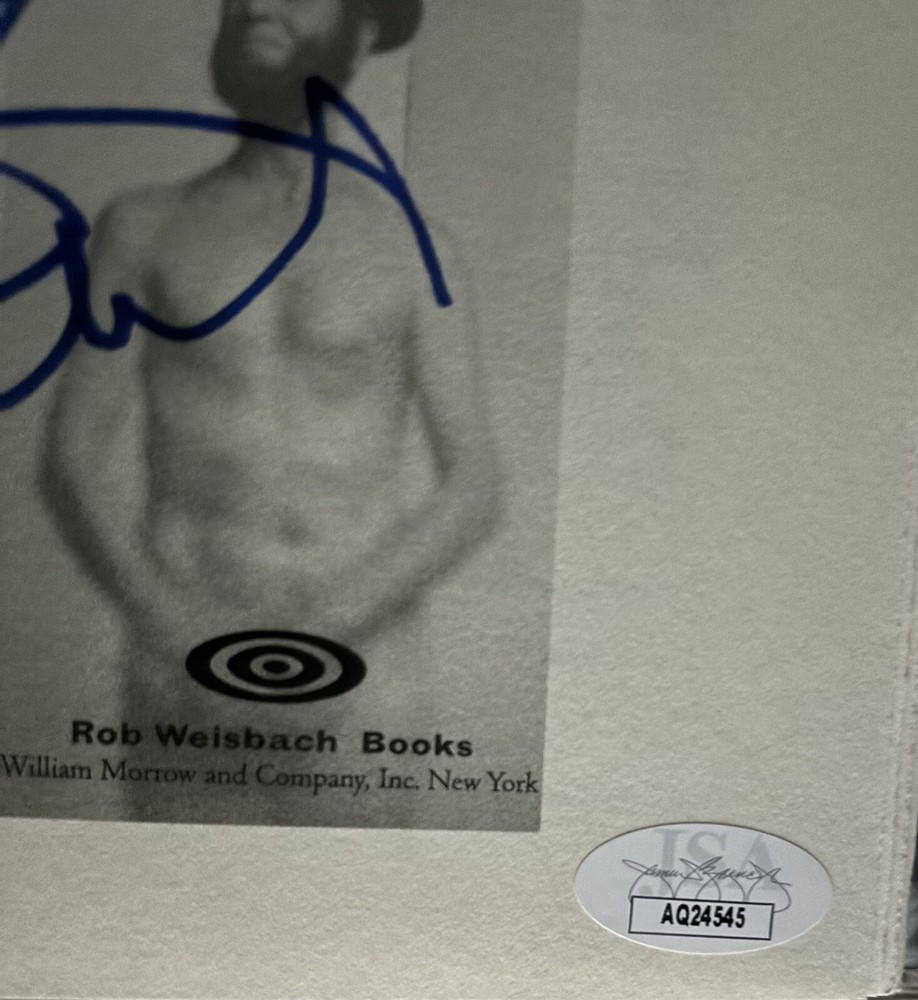 Rob Weisbach Books
William Morrow and Company, Inc. New York
JSA
AQ24545